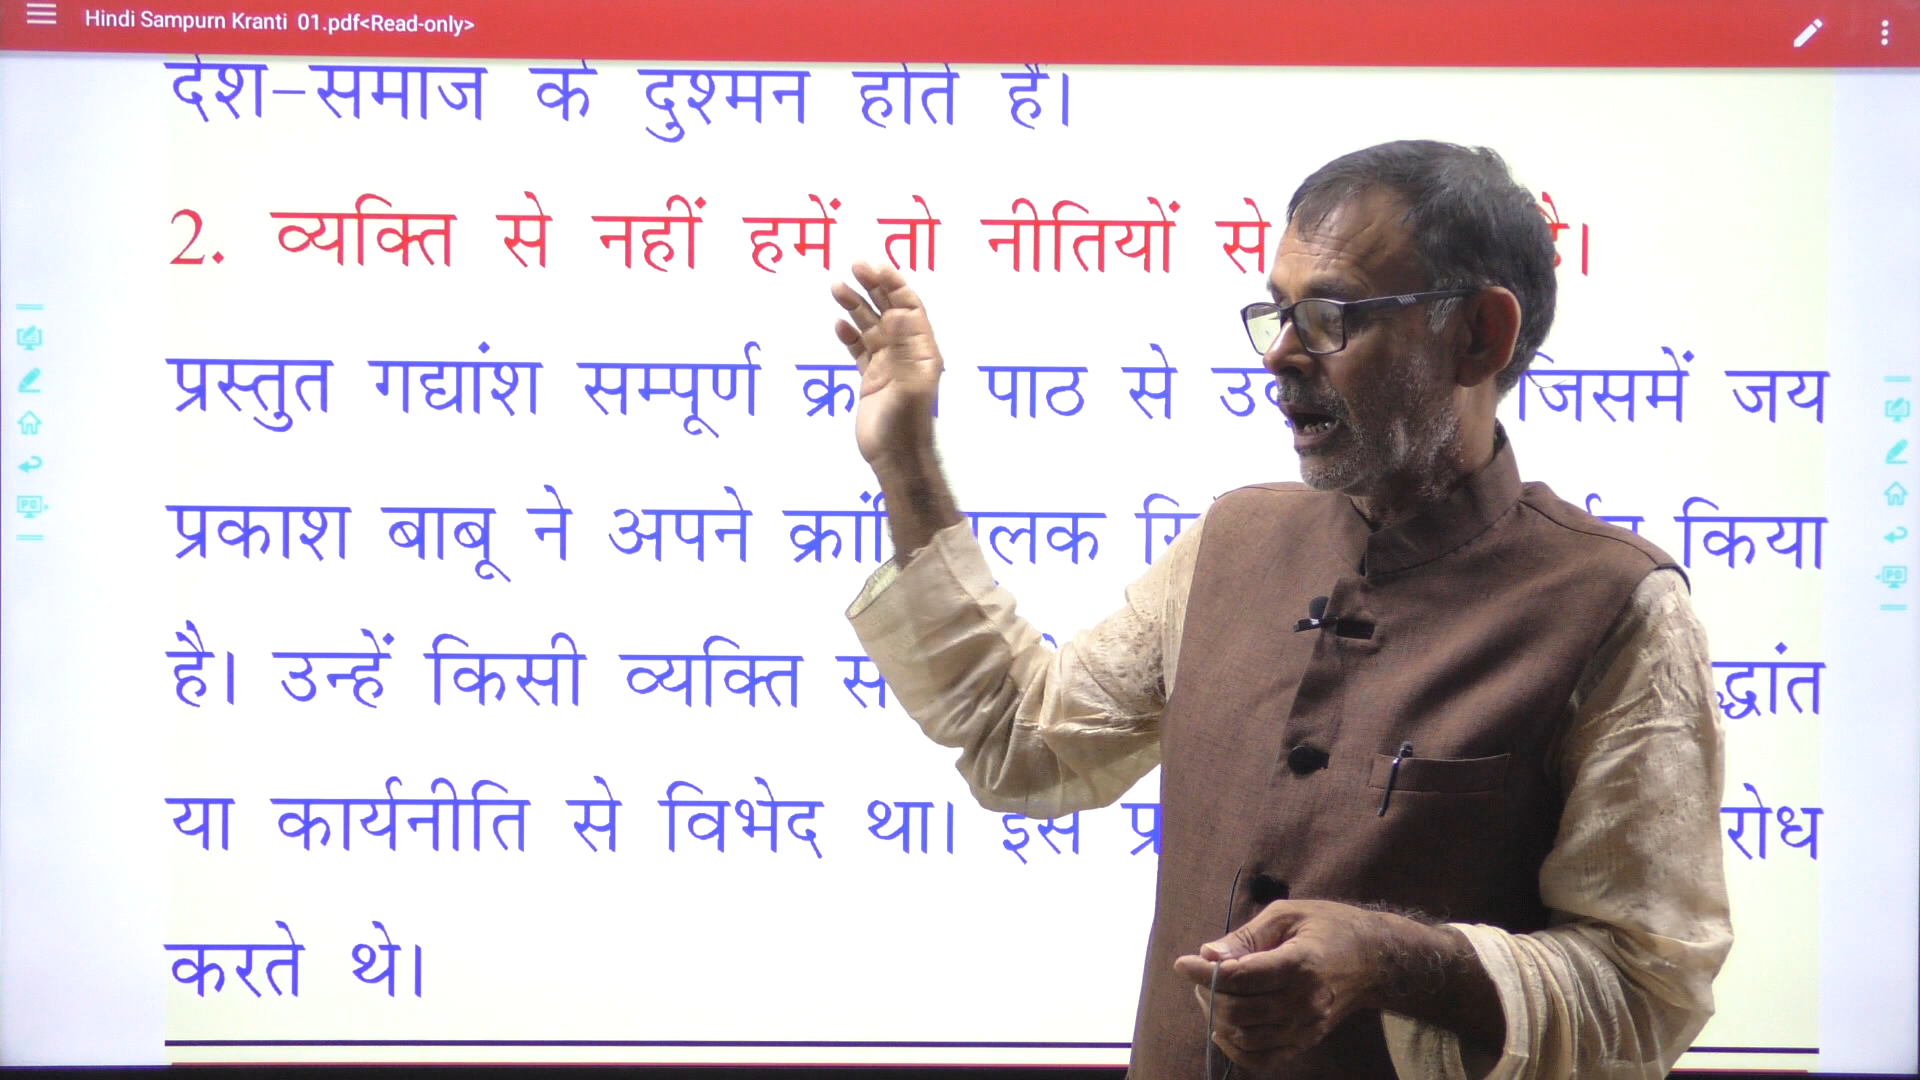 Hindi Sampurn Kranti 01.pdf<Read-only>
देश-समाज के दुश्मन होते हैं।
2. व्यक्ति से नहीं हमें तो नीतियों से है।
प्रस्तुत गद्यांश सम्पूर्ण पाठ से जिसमें जय
प्रकाश बाबू ने अपने किया
है। उन्हें किसी व्यक्ति
या कार्यनीति से विभेद था। इस
करते थे।